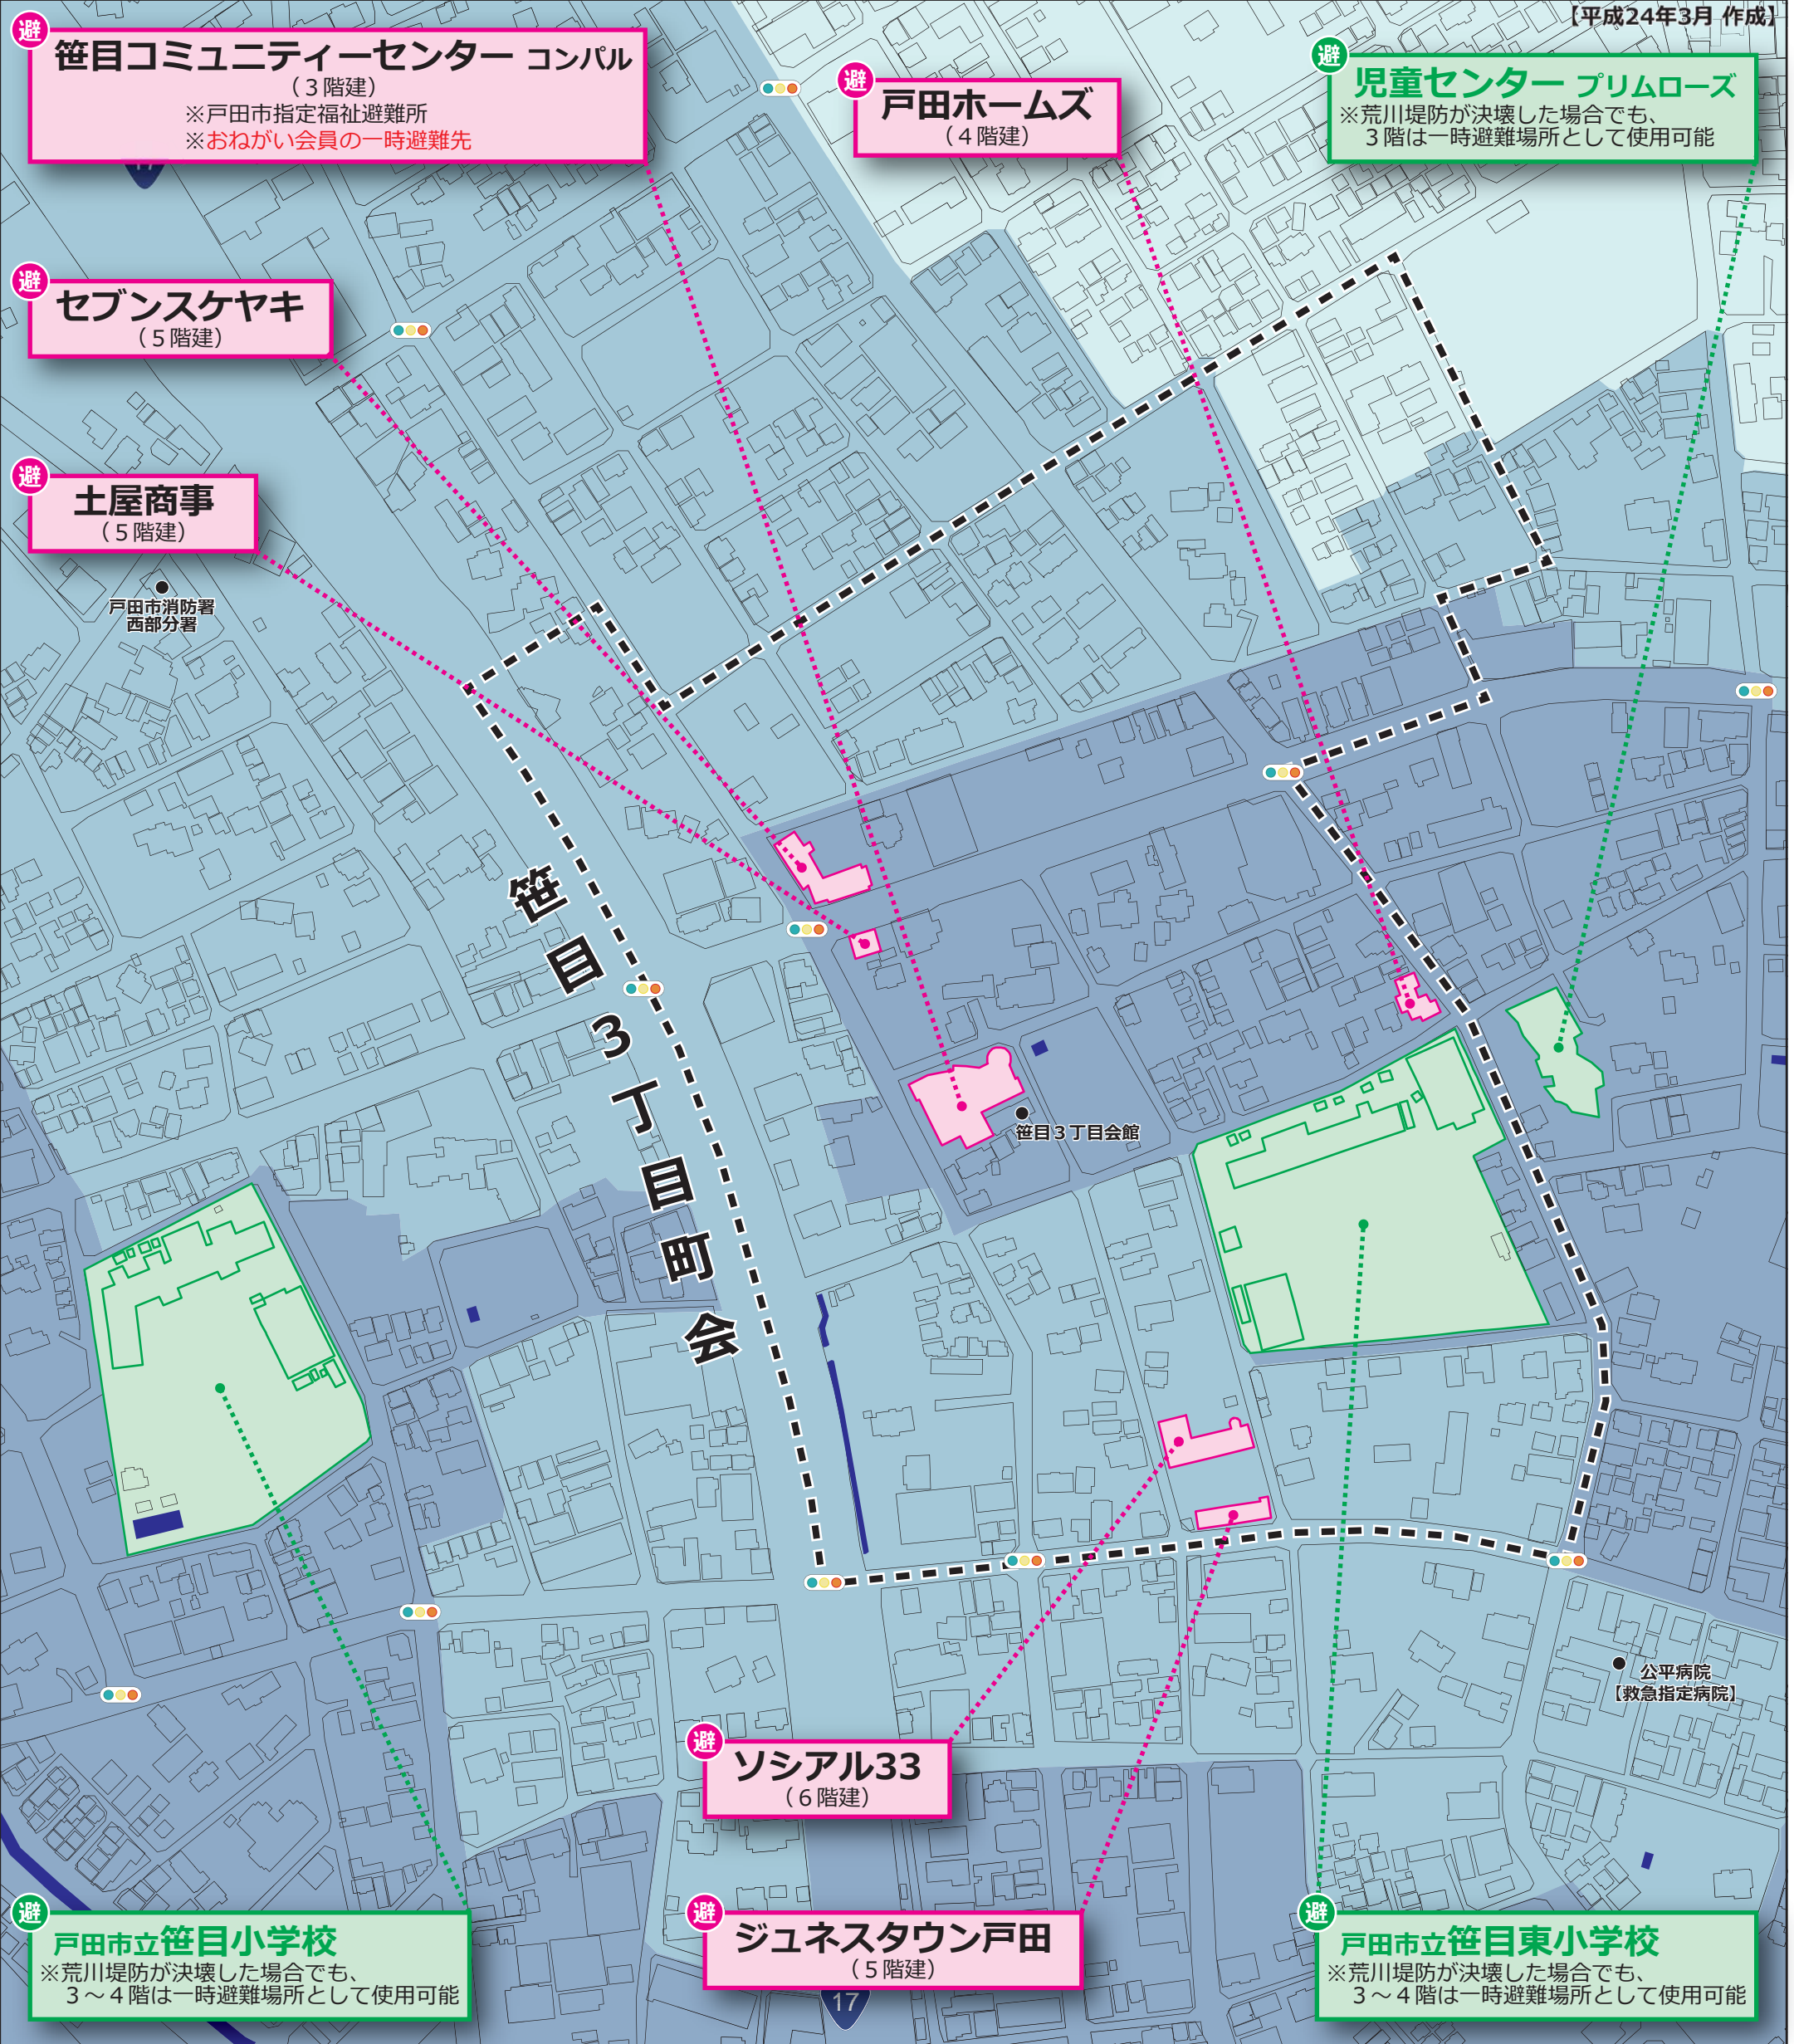 【平成24年3月 作成】
避
笹目コミュニティーセンター コンパル
（３階建）
※戸田市指定福祉避難所
※おねがい会員の一時避難先
避
戸田ホームズ
（４階建）
避
児童センター プリムローズ
※荒川堤防が決壊した場合でも、
３階は一時避難場所として使用可能
避
セブンスケヤキ
（５階建）
避
土屋商事
（５階建）
戸田市消防署
西部分署
笹目３丁目町会
笹目３丁目会館
公平病院
【救急指定病院】
避
ソシアル33
（６階建）
避
戸田市立笹目小学校
※荒川堤防が決壊した場合でも、
３～４階は一時避難場所として使用可能
避
ジュネスタウン戸田
（５階建）
17
避
戸田市立笹目東小学校
※荒川堤防が決壊した場合でも、
３～４階は一時避難場所として使用可能